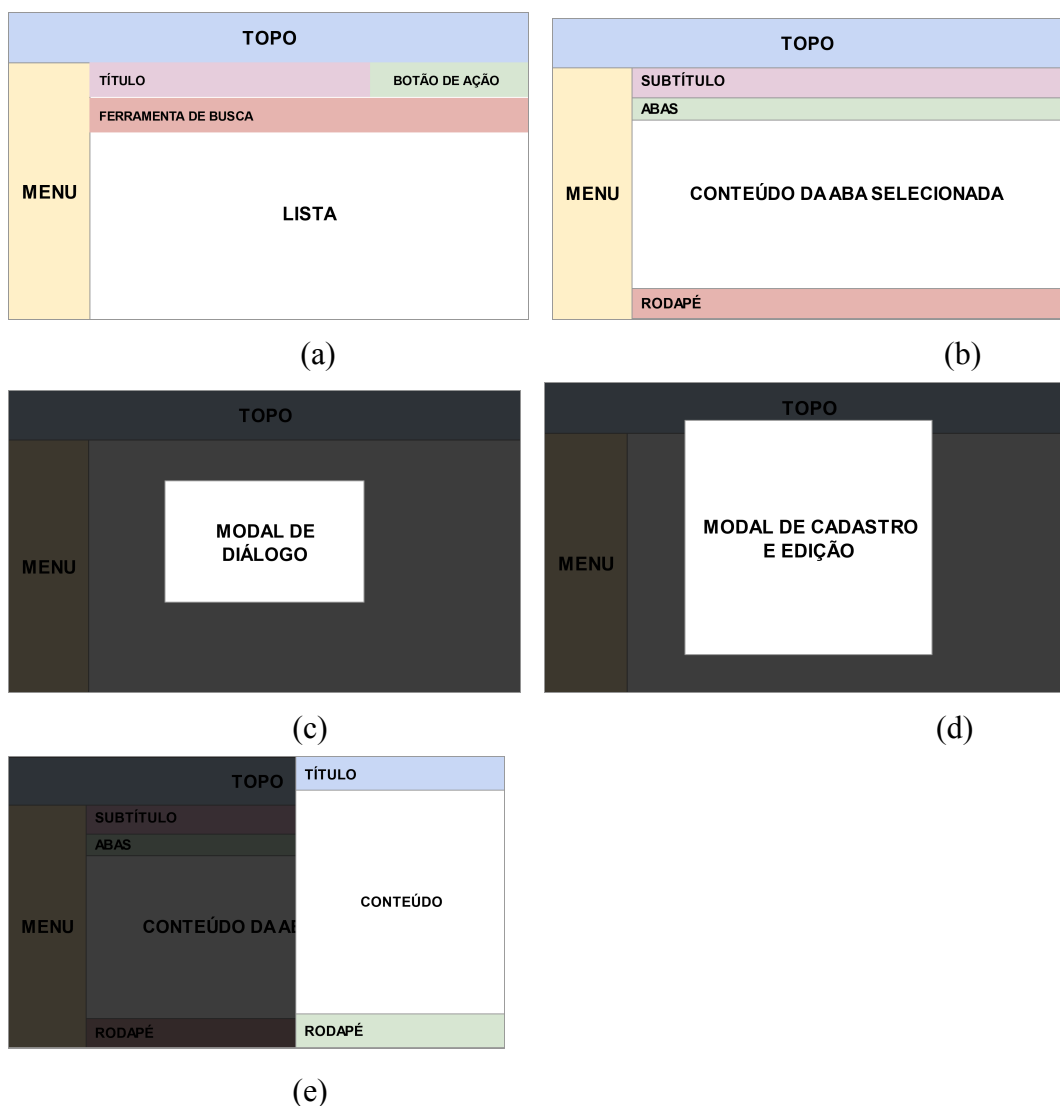 TOPO
TÍTULO
BOTÃO DE AÇÃO
FERRAMENTA DE BUSCA
MENU
LISTA
(a)
TOPO
SUBTÍTULO
ABAS
MENU
CONTEÚDO DA ABA SELECIONADA
RODAPÉ
(b)
TOPO
MENU
MODAL DE
DIÁLOGO
(c)
TOPO
MENU
MODAL DE CADASTRO
E EDIÇÃO
(d)
TOPO
TÍTULO
SUBTÍTULO
ABAS
MENU
CONTEÚDO DA AB
CONTEÚDO
RODAPÉ
RODAPÉ
(e)